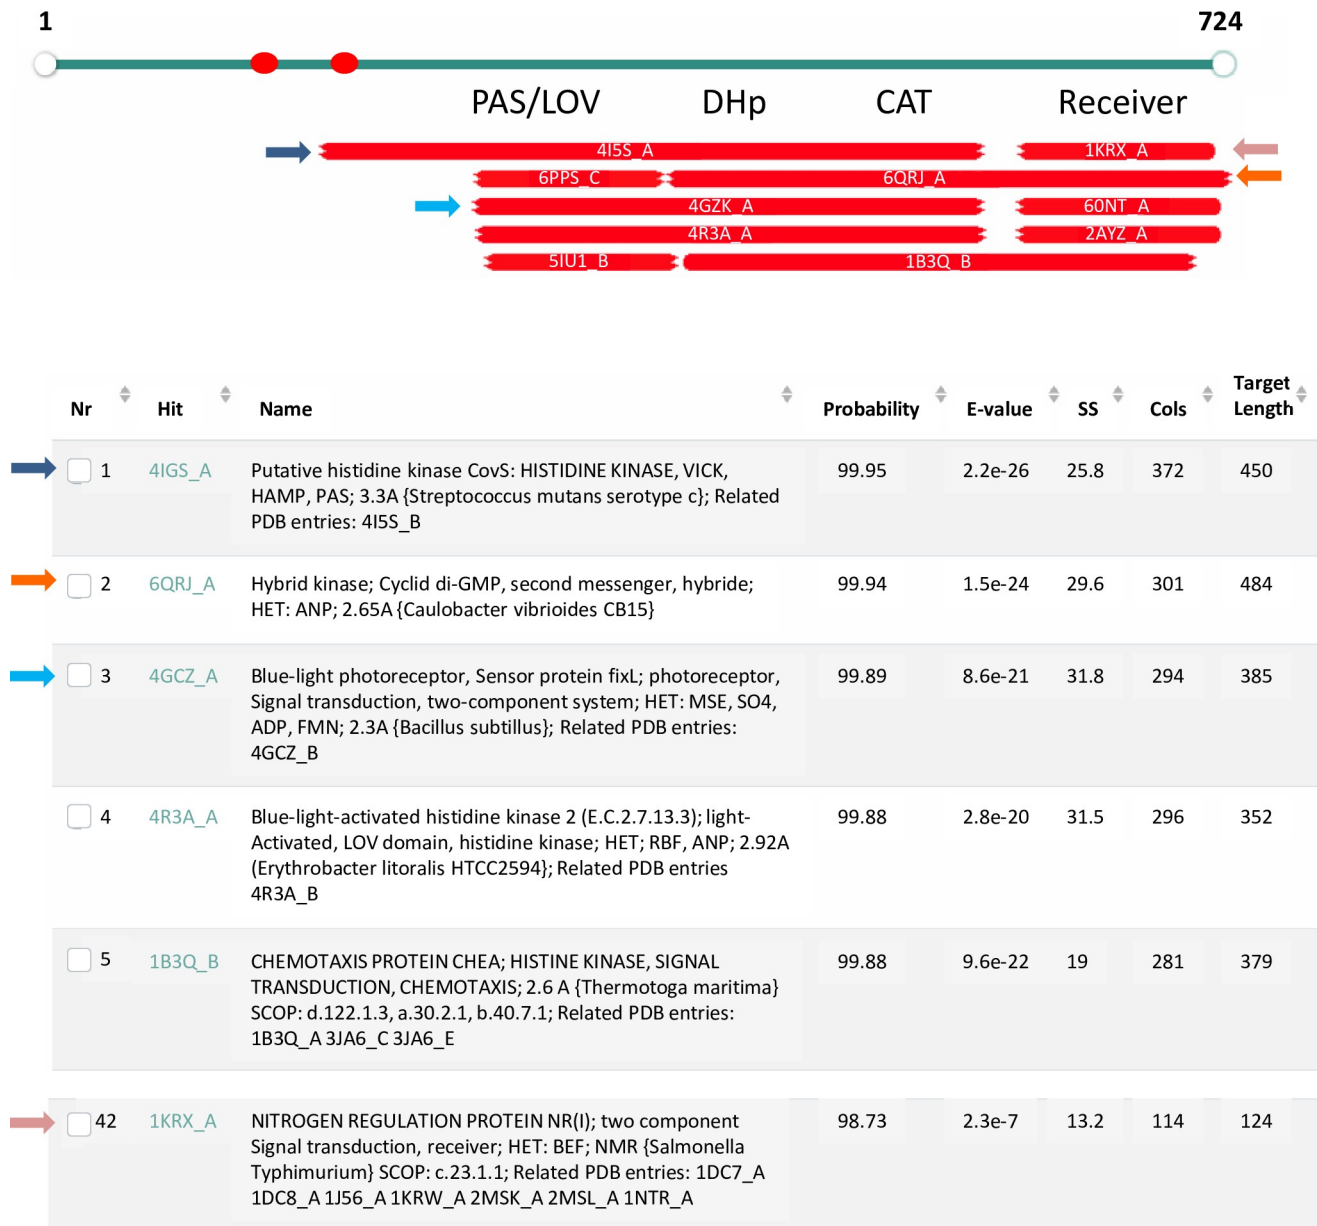 1 724
PAS/LOV DHp CAT Receiver
4I5S_A 1KRX_A
6PPS_C 6QRJ_A
4GZK_A 60NT_A
4R3A_A 2AYZ_A
5IU1_B 1B3Q_B
Nr Hit Name Probability E-value SS Cols Target Length
1 4IGS_A Putative histidine kinase CovS: HISTIDINE KINASE, VICK, 99.95 2.2e-26 25.8 372 450
HAMP, PAS; 3.3A {Streptococcus mutans serotype c}; Related
PDB entries: 4I5S_B
2 6QRJ_A Hybrid kinase; Cyclid di-GMP, second messenger, hybride; 99.94 1.5e-24 29.6 301 484
HET: ANP; 2.65A {Caulobacter vibrioides CB15}
3 4GCZ_A Blue-light photoreceptor, Sensor protein fixL; photoreceptor, 99.89 8.6e-21 31.8 294 385
Signal transduction, two-component system; HET: MSE, SO4,
ADP, FMN; 2.3A {Bacillus subtillus}; Related PDB entries:
4GCZ_B
4 4R3A_A Blue-light-activated histidine kinase 2 (E.C.2.7.13.3); light- 99.88 2.8e-20 31.5 296 352
Activated, LOV domain, histidine kinase; HET; RBF, ANP; 2.92A
(Erythrobacter litoralis HTCC2594}; Related PDB entries
4R3A_B
5 1B3Q_B CHEMOTAXIS PROTEIN CHEA; HISTINE KINASE, SIGNAL 99.88 9.6e-22 19 281 379
TRANSDUCTION, CHEMOTAXIS; 2.6 A {Thermotoga maritima}
SCOP: d.122.1.3, a.30.2.1, b.40.7.1; Related PDB entries:
1B3Q_A 3JA6_C 3JA6_E
42 1KRX_A NITROGEN REGULATION PROTEIN NR(I); two component 98.73 2.3e-7 13.2 114 124
Signal transduction, receiver; HET: BEF; NMR {Salmonella
Typhimurium} SCOP: c.23.1.1; Related PDB entries: 1DC7_A
1DC8_A 1J56_A 1KRW_A 2MSK_A 2MSL_A 1NTR_A